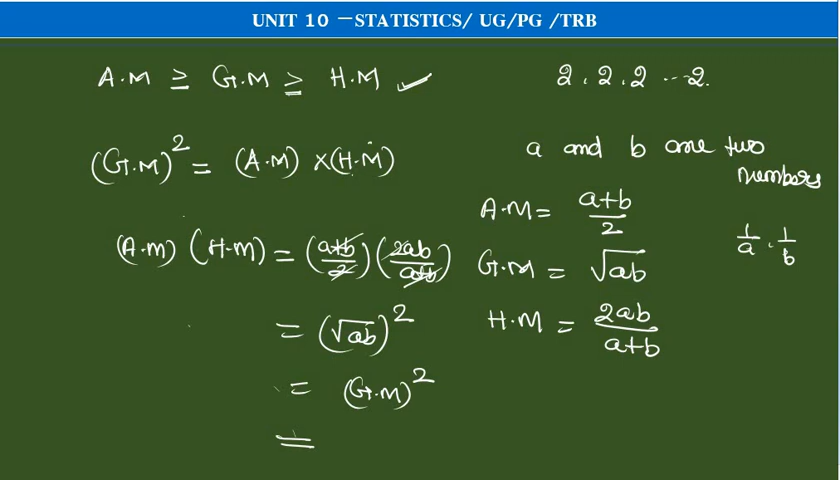 UNIT 10 – STATISTICS/ UG/PG /TRB
A.M ≥ G.M ≥ H.M ✓
2, 2, 2 ... 2.
(G.M)² = (A.M) × (H.M)
a and b are two
numbers
A.M = a+b/2
1/a, 1/b
(A.M) (H.M) = (a+b/2)(2ab/a+b)
G.M = √ab
= (√ab)²
H.M = 2ab/a+b
= (G.M)²
=